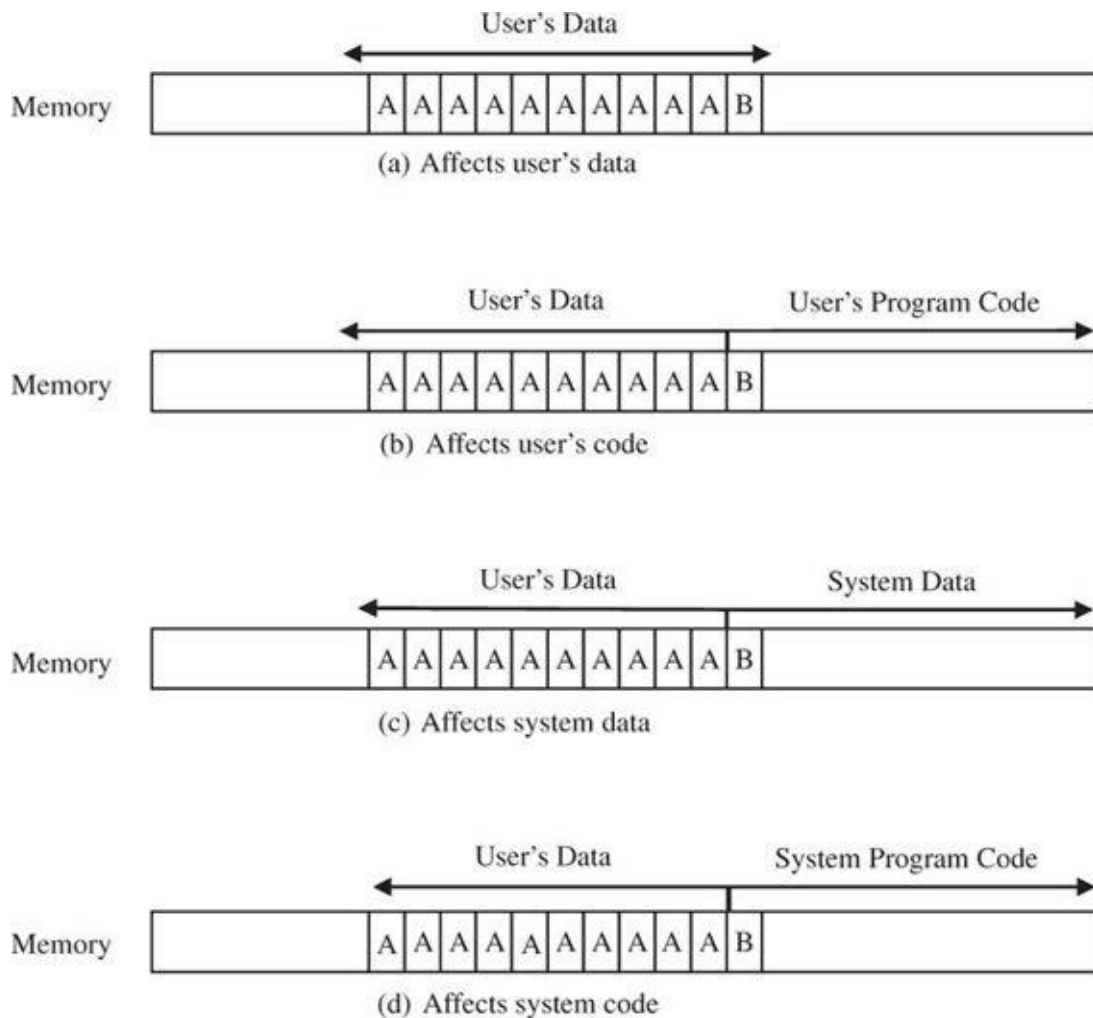 User’s Data
Memory A A A A A A A A A A B
(a) Affects user’s data
User’s Data User’s Program Code
Memory A A A A A A A A A A B
(b) Affects user’s code
User’s Data System Data
Memory A A A A A A A A A A B
(c) Affects system data
User’s Data System Program Code
Memory A A A A A A A A A A B
(d) Affects system code